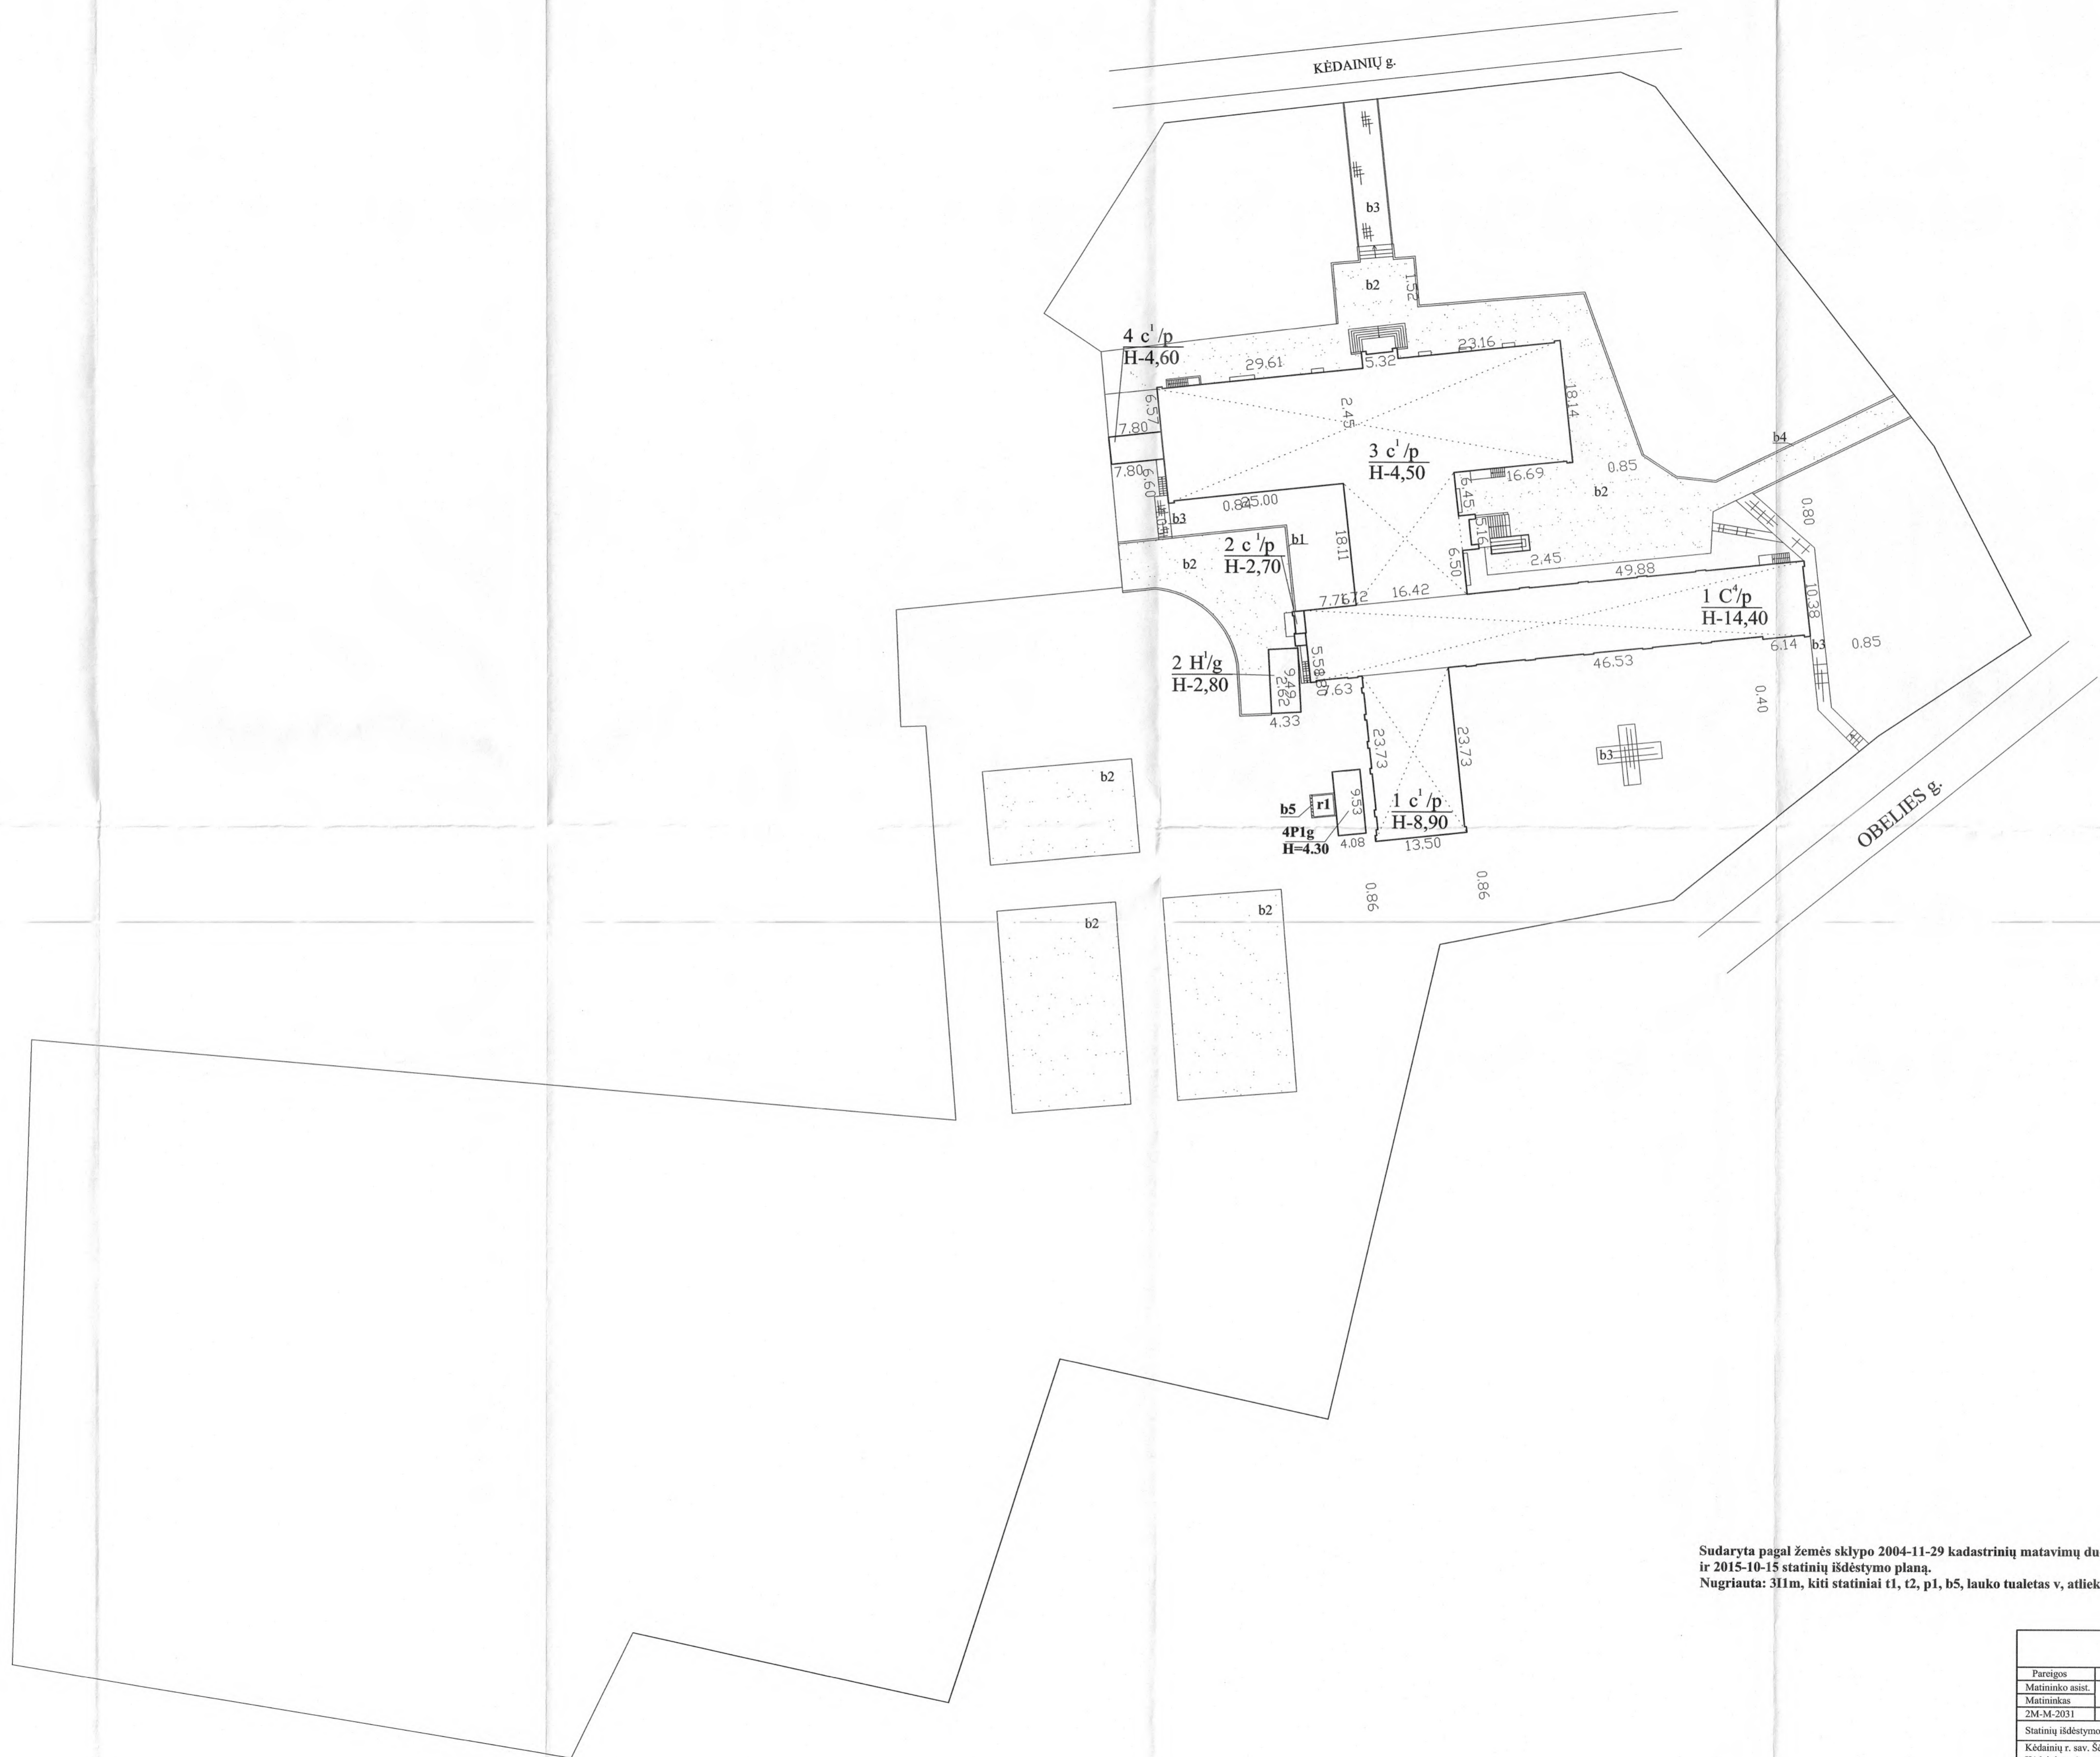 KĖDAINIŲ g.
b3
b2
1.52
4 c¹/p
H-4,60
29.61
5.32
23.16
6.57
2.45
18.14
7.80
b4
3 c¹/p
H-4,50
7.80
6.60
16.69
0.85
b2
6.45
25.00
b3
0.80
18.11
5.16
2 c¹/p
H-2,70
b1
b2
6.50
2.45
49.88
16.42
1 C⁴/p
H-14,40
10.38
6.14
b3
0.85
5.58
46.53
2 H¹/g
H-2,80
9.49
2.62
7.63
0.40
4.33
23.73
23.73
b3
b2
9.53
b5
r1
1 c¹/p
H-8,90
4P1g
H=4.30
4.08
13.50
OBELIES g.
0.86
0.86
b2
b2
Sudaryta pagal žemės sklypo 2004-11-29 kadastrinių matavimų du
ir 2015-10-15 statinių išdėstymo planą.
Nugriauta: 3I1m, kiti statiniai t1, t2, p1, b5, lauko tualetas v, atliek
Pareigos
Matininko asist.
Matininkas
2M-M-2031
Statinių išdėstymo
Kėdainių r. sav.